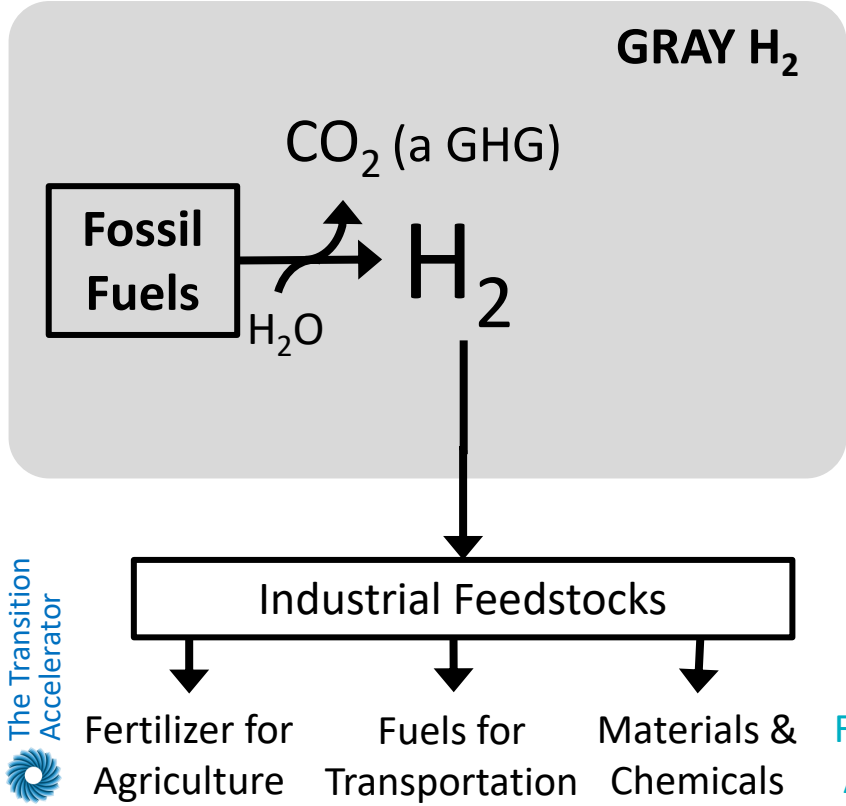 GRAY H₂
CO₂ (a GHG)
Fossil
Fuels
H₂O
H₂
Industrial Feedstocks
Fertilizer for
Agriculture
Fuels for
Transportation
Materials &
Chemicals
The Transition
Accelerator